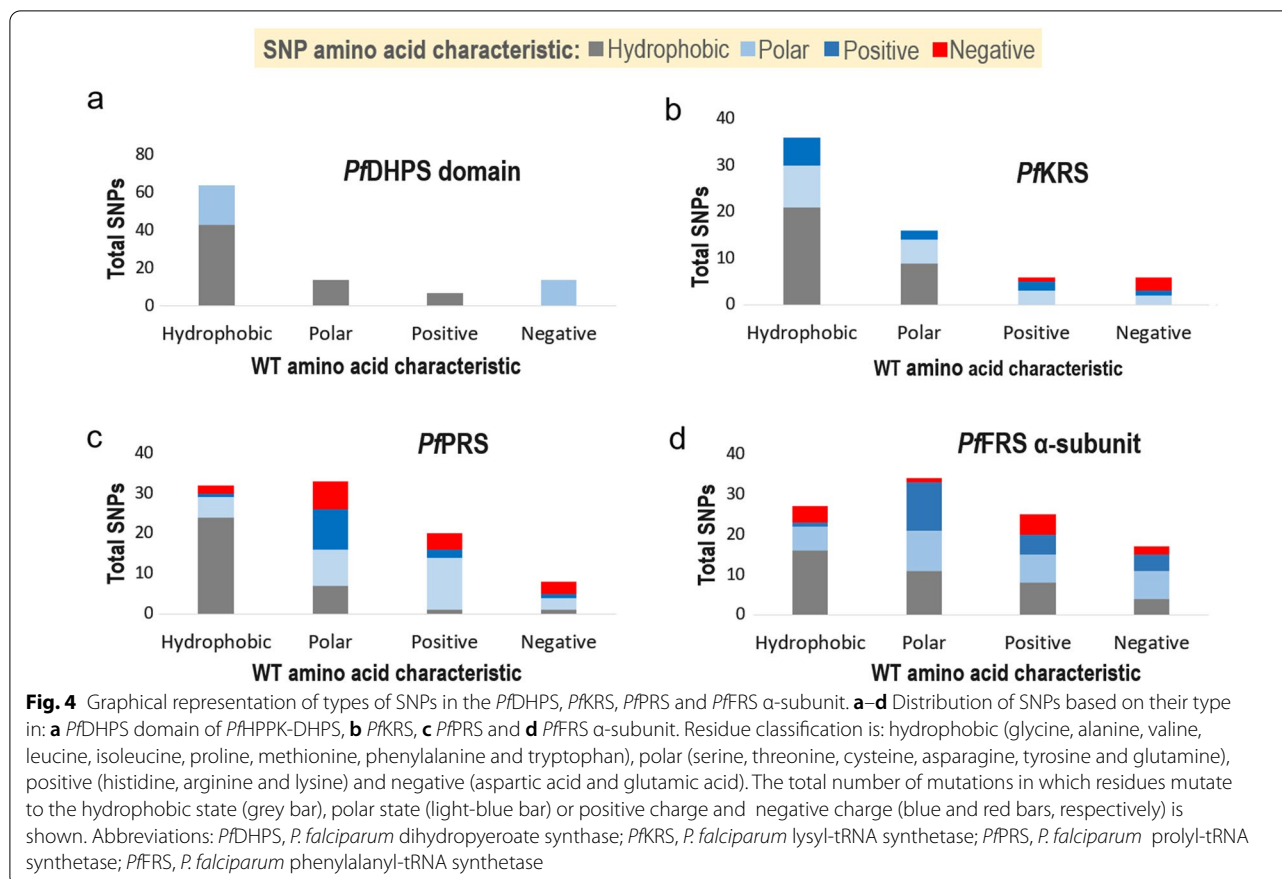 SNP amino acid characteristic: Hydrophobic Polar Positive Negative
a
PfDHPS domain
Total SNPs
80
60
40
20
0
Hydrophobic Polar Positive Negative
WT amino acid characteristic
b
PfKRS
Total SNPs
40
30
20
10
0
Hydrophobic Polar Positive Negative
WT amino acid characteristic
c
PfPRS
Total SNPs
40
30
20
10
0
Hydrophobic Polar Positive Negative
WT amino acid characteristic
d
PfFRS α-subunit
Total SNPs
40
30
20
10
0
Hydrophobic Polar Positive Negative
WT amino acid characteristic
Fig. 4 Graphical representation of types of SNPs in the PfDHPS, PfKRS, PfPRS and PfFRS α-subunit. a–d Distribution of SNPs based on their type
in: a PfDHPS domain of PfHPPK-DHPS, b PfKRS, c PfPRS and d PfFRS α-subunit. Residue classification is: hydrophobic (glycine, alanine, valine,
leucine, isoleucine, proline, methionine, phenylalanine and tryptophan), polar (serine, threonine, cysteine, asparagine, tyrosine and glutamine),
positive (histidine, arginine and lysine) and negative (aspartic acid and glutamic acid). The total number of mutations in which residues mutate
to the hydrophobic state (grey bar), polar state (light-blue bar) or positive charge and negative charge (blue and red bars, respectively) is
shown. Abbreviations: PfDHPS, P. falciparum dihydropyeroate synthase; PfKRS, P. falciparum lysyl-tRNA synthetase; PfPRS, P. falciparum prolyl-tRNA
synthetase; PfFRS, P. falciparum phenylalanyl-tRNA synthetase